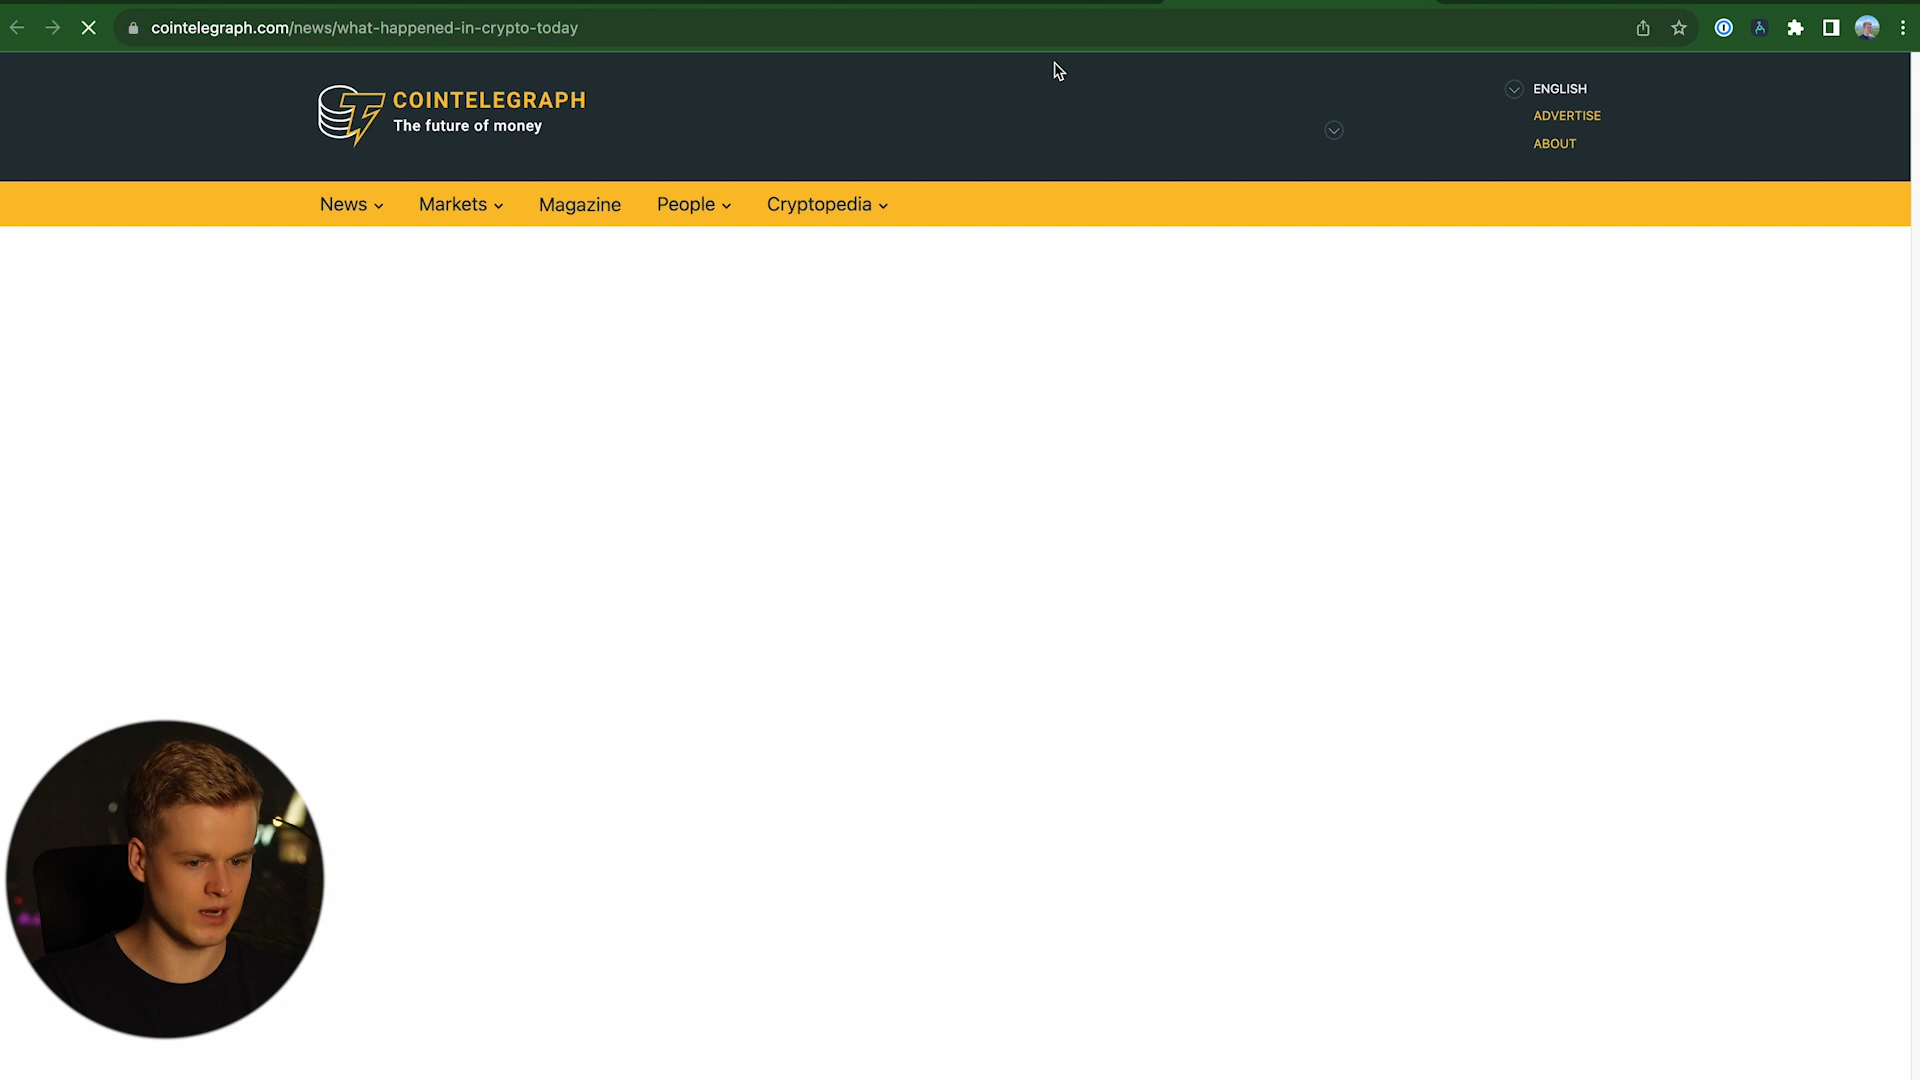 cointelegraph.com/news/what-happened-in-crypto-today
COINTELEGRAPH
The future of money
ENGLISH
ADVERTISE
ABOUT
News
Markets
Magazine
People
Cryptopedia